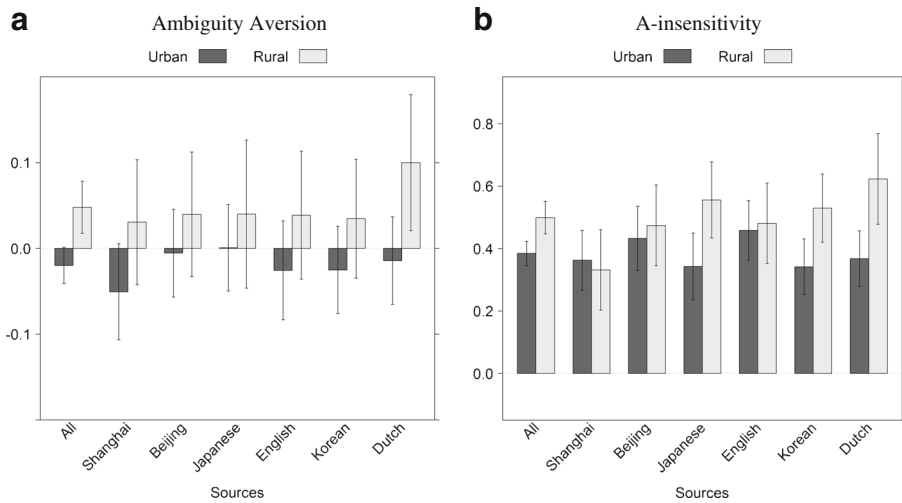 a Ambiguity Aversion
Urban Rural
0.1
0.0
-0.1
All Shanghai Beijing Japanese English Korean Dutch
Sources
b A-insensitivity
Urban Rural
0.8
0.6
0.4
0.2
0.0
All Shanghai Beijing Japanese English Korean Dutch
Sources